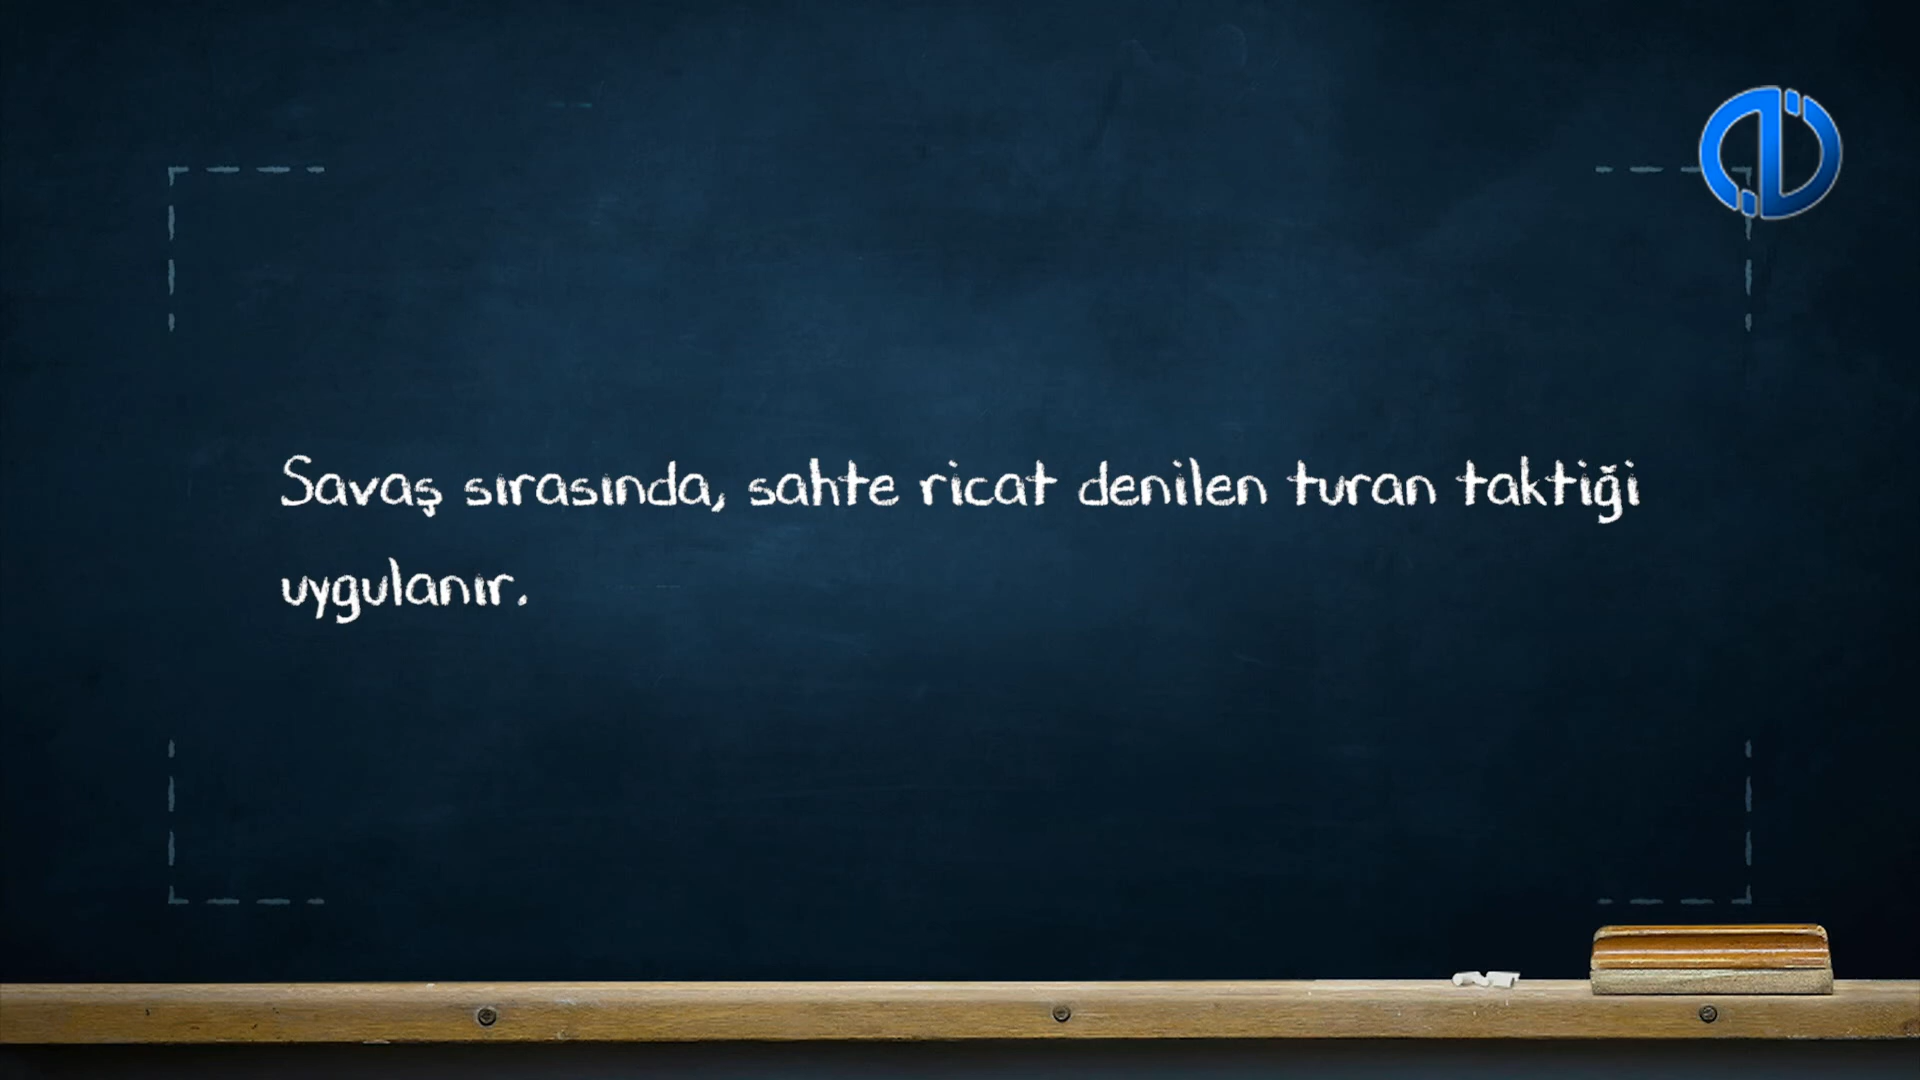 Savaş sırasında, sahte ricat denilen turan taktiği
uygulanır.